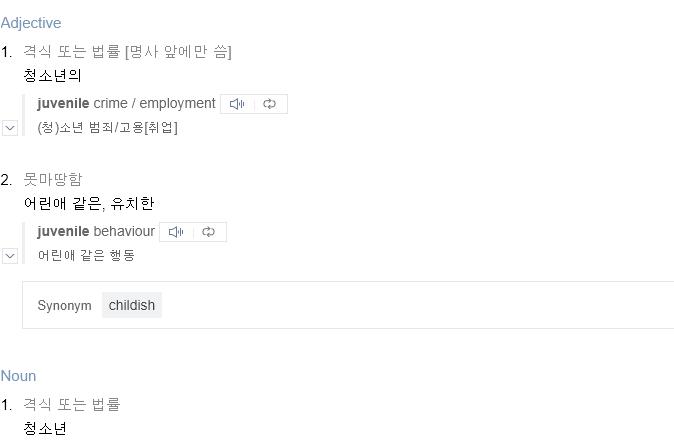 Adjective
1. 격식 또는 법률 [명사 앞에만 씀]
청소년의
juvenile crime / employment
(청)소년 범죄/고용[취업]
2. 못마땅함
어린애 같은, 유치한
juvenile behaviour
어린애 같은 행동
Synonym childish
Noun
1. 격식 또는 법률
청소년